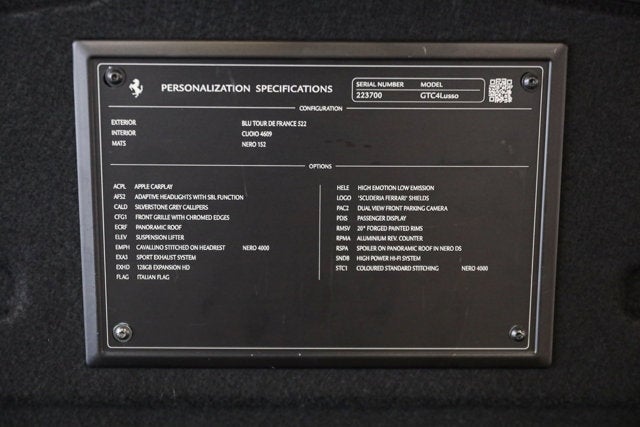 PERSONALIZATION SPECIFICATIONS
SERIAL NUMBER MODEL
223700 GTC4Lusso
CONFIGURATION
EXTERIOR BLU TOUR DE FRANCE 522
INTERIOR CUOIO 4609
MATS NERO 152
OPTIONS
ACPL APPLE CARPLAY
AFS2 ADAPTIVE HEADLIGHTS WITH SBL FUNCTION
CALD SILVERSTONE GREY CALLIPERS
CFG1 FRONT GRILLE WITH CHROMED EDGES
ECRF PANORAMIC ROOF
ELEV SUSPENSION LIFTER
EMPH CAVALLINO STITCHED ON HEADREST NERO 4000
EXA3 SPORT EXHAUST SYSTEM
EXHD 128GB EXPANSION HD
FLAG ITALIAN FLAG
HELE HIGH EMOTION LOW EMISSION
LOGO 'SCUDERIA FERRARI' SHIELDS
PAC2 DUAL VIEW FRONT PARKING CAMERA
PDIS PASSENGER DISPLAY
RMSV 20" FORGED PAINTED RIMS
RPMA ALUMINIUM REV. COUNTER
RSPA SPOILER ON PANORAMIC ROOF IN NERO DS
SNDB HIGH POWER HI-FI SYSTEM
STC1 COLOURED STANDARD STITCHING NERO 4000